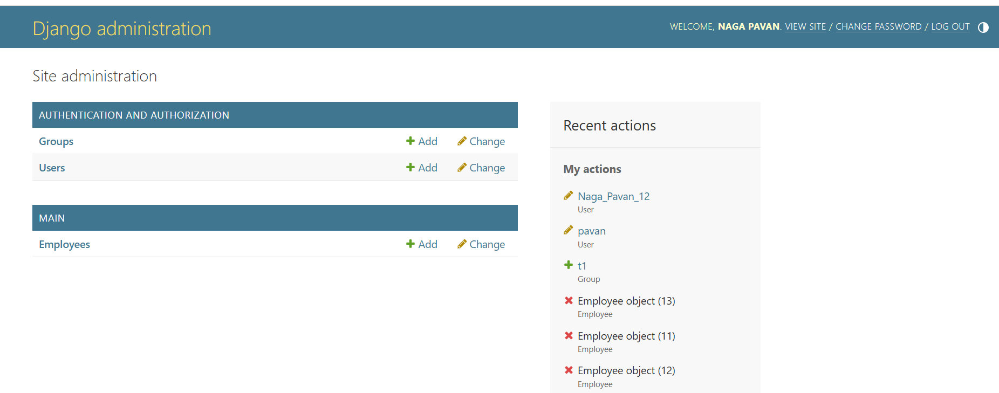 Django administration
WELCOME, NAGA PAVAN. VIEW SITE / CHANGE PASSWORD / LOG OUT
Site administration
AUTHENTICATION AND AUTHORIZATION
Groups Add Change
Users Add Change
MAIN
Employees Add Change
Recent actions
My actions
Naga_Pavan_12
User
pavan
User
t1
Group
Employee object (13)
Employee
Employee object (11)
Employee
Employee object (12)
Employee